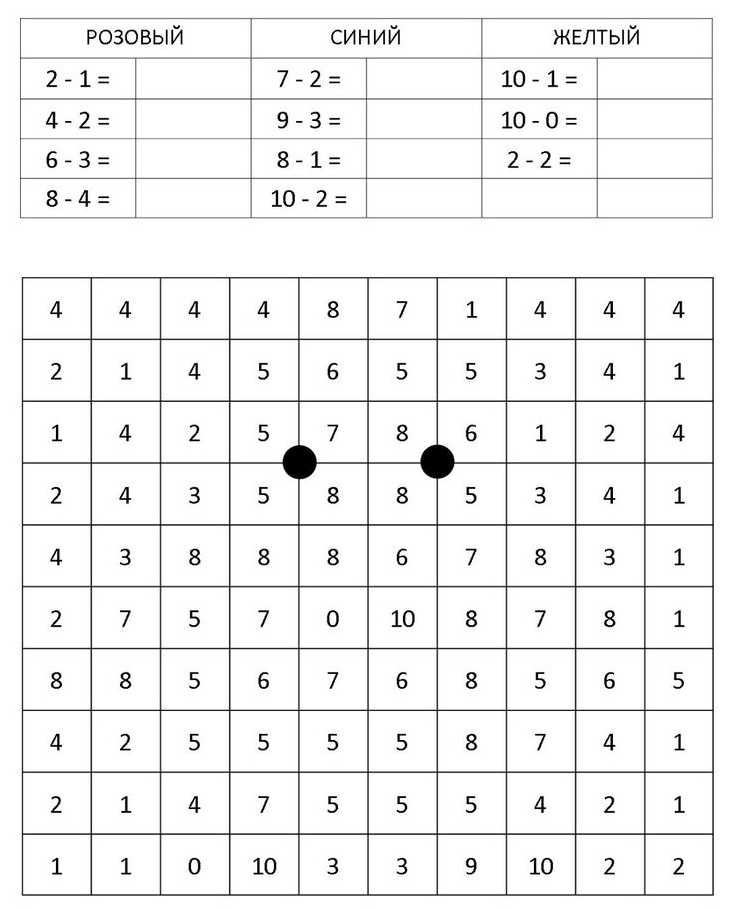 РОЗОВЫЙ СИНИЙ ЖЕЛТЫЙ
2 - 1 = 7 - 2 = 10 - 1 =
4 - 2 = 9 - 3 = 10 - 0 =
6 - 3 = 8 - 1 = 2 - 2 =
8 - 4 = 10 - 2 =
4 4 4 4 8 7 1 4 4 4
2 1 4 5 6 5 5 3 4 1
1 4 2 5 7 8 6 1 2 4
2 4 3 5 8 8 5 3 4 1
4 3 8 8 8 6 7 8 3 1
2 7 5 7 0 10 8 7 8 1
8 8 5 6 7 6 8 5 6 5
4 2 5 5 5 5 8 7 4 1
2 1 4 7 5 5 5 4 2 1
1 1 0 10 3 3 9 10 2 2